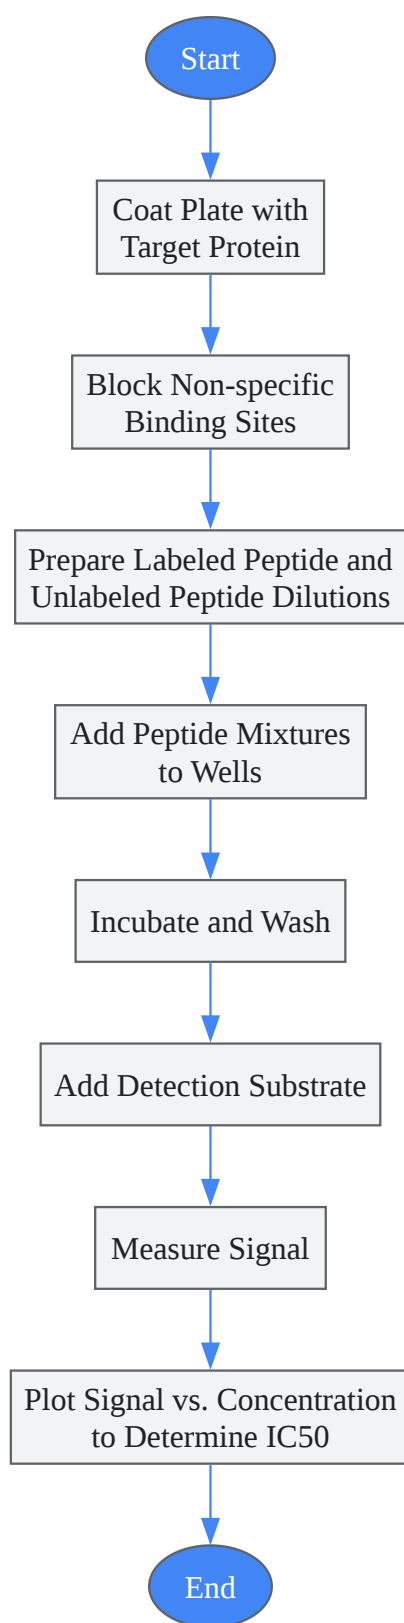 Start
Coat Plate with
Target Protein
Block Non-specific
Binding Sites
Prepare Labeled Peptide and
Unlabeled Peptide Dilutions
Add Peptide Mixtures
to Wells
Incubate and Wash
Add Detection Substrate
Measure Signal
Plot Signal vs. Concentration
to Determine IC50
End